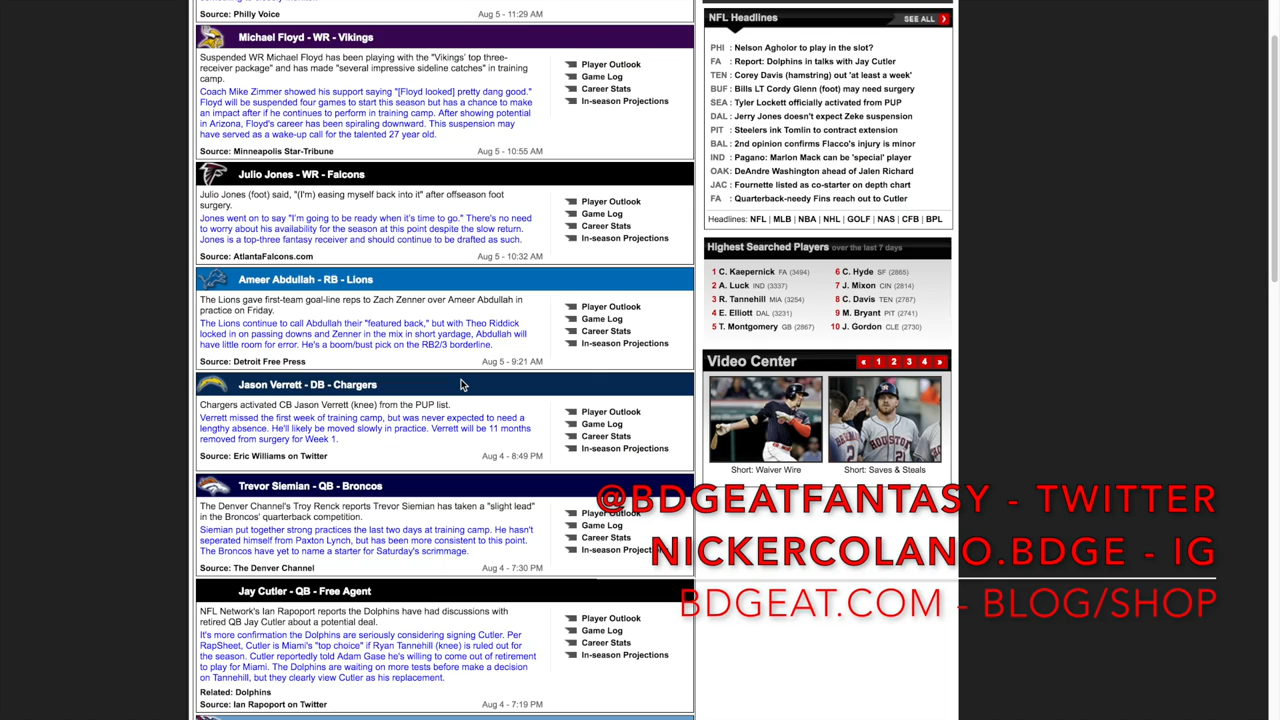 Source: Philly Voice Aug 5 - 11:29 AM
Michael Floyd - WR - Vikings
Suspended WR Michael Floyd has been playing with the "Vikings' top three-
receiver package" and has made "several impressive sideline catches" in training
camp.
Coach Mike Zimmer showed his support saying "[Floyd looked] pretty dang good."
Floyd will be suspended four games to start this season but has a chance to make
an impact after if he continues to perform in training camp. After showing potential
in Arizona, Floyd's career has been spiraling downward. This suspension may
have served as a wake-up call for the talented 27 year old.
Source: Minneapolis Star-Tribune Aug 5 - 10:55 AM
Player Outlook
Game Log
Career Stats
In-season Projections
Julio Jones - WR - Falcons
Julio Jones (foot) said, "(I'm) easing myself back into it" after offseason foot
surgery.
Jones went on to say "I'm going to be ready when it's time to go." There's no need
to worry about his availability for the season at this point despite the slow return.
Jones is a top-three fantasy receiver and should continue to be drafted as such.
Source: AtlantaFalcons.com Aug 5 - 10:32 AM
Player Outlook
Game Log
Career Stats
In-season Projections
Ameer Abdullah - RB - Lions
The Lions gave first-team goal-line reps to Zach Zenner over Ameer Abdullah in
practice on Friday.
The Lions continue to call Abdullah their "featured back," but with Theo Riddick
locked in on passing downs and Zenner in the mix in short yardage, Abdullah will
have little room for error. He's a boom/bust pick on the RB2/3 borderline.
Source: Detroit Free Press Aug 5 - 9:21 AM
Player Outlook
Game Log
Career Stats
In-season Projections
Jason Verrett - DB - Chargers
Chargers activated CB Jason Verrett (knee) from the PUP list.
Verrett missed the first week of training camp, but was never expected to need a
lengthy absence. He'll likely be moved slowly in practice. Verrett will be 11 months
removed from surgery for Week 1.
Source: Eric Williams on Twitter Aug 4 - 8:49 PM
Player Outlook
Game Log
Career Stats
In-season Projections
Trevor Siemian - QB - Broncos
The Denver Channel's Troy Renck reports Trevor Siemian has taken a "slight lead"
in the Broncos' quarterback competition.
Siemian put together strong practices the last two days at training camp. He hasn't
seperated himself from Paxton Lynch, but has been more consistent to this point.
The Broncos have yet to name a starter for Saturday's scrimmage.
Source: The Denver Channel Aug 4 - 7:30 PM
Player Outlook
Game Log
Career Stats
In-season Projections
Jay Cutler - QB - Free Agent
NFL Network's Ian Rapoport reports the Dolphins have had discussions with
retired QB Jay Cutler about a potential deal.
It's more confirmation the Dolphins are seriously considering signing Cutler. Per
RapSheet, Cutler is Miami's "top choice" if Ryan Tannehill (knee) is ruled out for
the season. Cutler reportedly told Adam Gase he's willing to come out of retirement
to play for Miami. The Dolphins are waiting on more tests before make a decision
on Tannehill, but they clearly view Cutler as his replacement.
Related: Dolphins
Source: Ian Rapoport on Twitter Aug 4 - 7:19 PM
Player Outlook
Game Log
Career Stats
In-season Projections
NFL Headlines SEE ALL
PHI : Nelson Agholor to play in the slot?
FA : Report: Dolphins in talks with Jay Cutler
TEN : Corey Davis (hamstring) out 'at least a week'
BUF : Bills LT Cordy Glenn (foot) may need surgery
SEA : Tyler Lockett officially activated from PUP
DAL : Jerry Jones doesn't expect Zeke suspension
PIT : Steelers ink Tomlin to contract extension
BAL : 2nd opinion confirms Flacco's injury is minor
IND : Pagano: Marlon Mack can be 'special' player
OAK : DeAndre Washington ahead of Jalen Richard
JAC : Fournette listed as co-starter on depth chart
FA : Quarterback-needy Fins reach out to Cutler
Headlines: NFL | MLB | NBA | NHL | GOLF | NAS | CFB | BPL
Highest Searched Players over the last 7 days
1 C. Kaepernick FA (3494) 6 C. Hyde SF (2865)
2 A. Luck IND (3337) 7 J. Mixon CIN (2814)
3 R. Tannehill MIA (3254) 8 C. Davis TEN (2787)
4 E. Elliott DAL (3231) 9 M. Bryant PIT (2741)
5 T. Montgomery GB (2867) 10 J. Gordon CLE (2730)
Video Center « 1 2 3 4 »
HOUSTON
Short: Waiver Wire Short: Saves & Steals
@BDGEATFANTASY - TWITTER
NICKERCOLANO.BDGE - IG
BDGEAT.COM - BLOG/SHOP